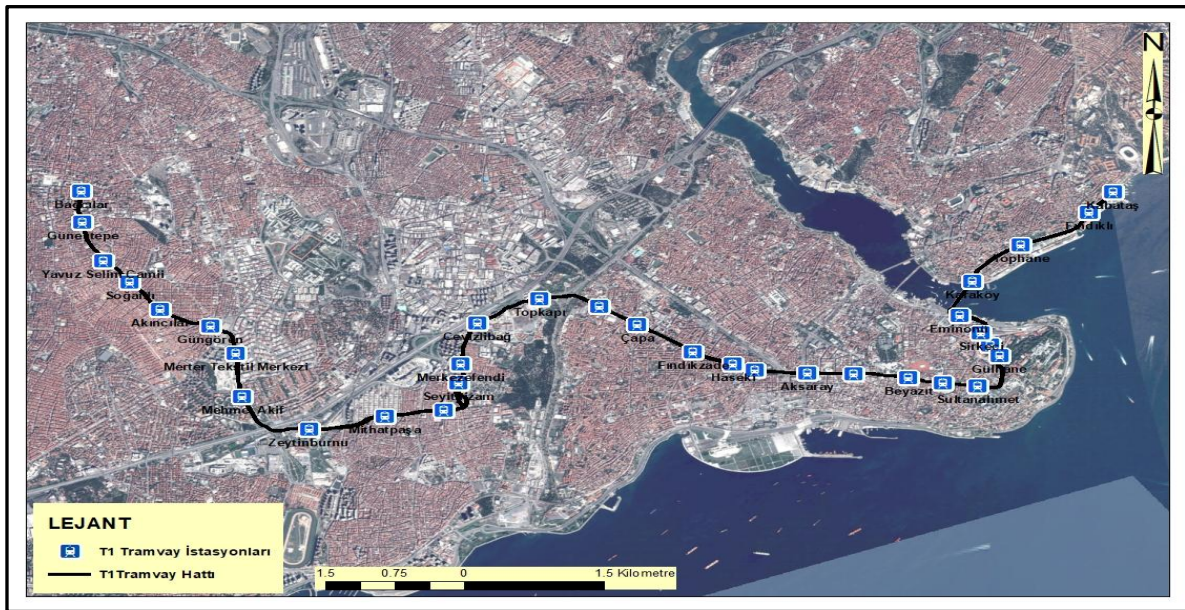 N
Kabataş
Bağcılar
Fındıklı
Güneştepe
Tophane
Yavuz Selim Camii
Soğanlı
Karaköy
Topkapı
Akıncılar
Eminönü
Güngören
Cevizlibağ
Çapa
Sirkeci
Merter Tekstil Merkezi
Fındıkzade
Gülhane
Merkezefendi
Haseki
Aksaray
Beyazıt
Mehmet Akif
Seyitnizam
Sultanahmet
Mithatpaşa
Zeytinburnu
LEJANT
T1 Tramvay İstasyonları
T1Tramvay Hattı
1.5 0.75 0 1.5 Kilometre